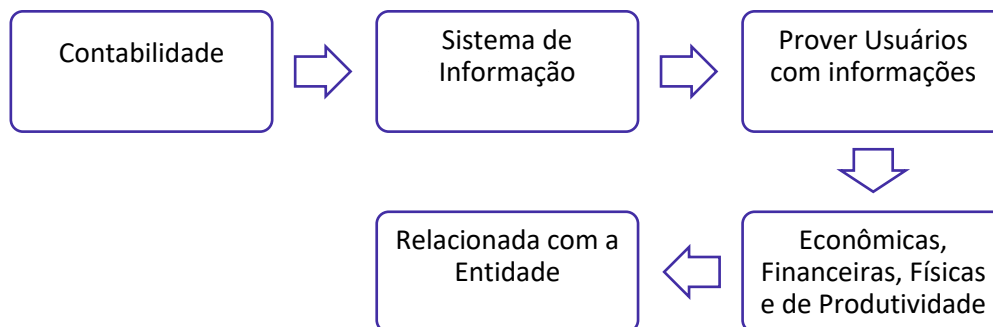 Contabilidade
Sistema de
Informação
Prover Usuários
com informações
Econômicas,
Financeiras, Físicas
e de Produtividade
Relacionada com a
Entidade